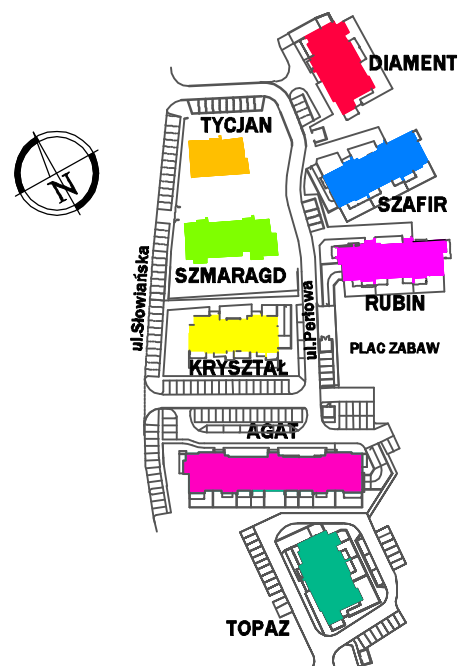 DIAMENT
TYCJAN
N
SZAFIR
ul.Słowiańska
SZMARAGD
ul.Perłowa
RUBIN
PLAC ZABAW
KRYSZTAŁ
AGAT
TOPAZ